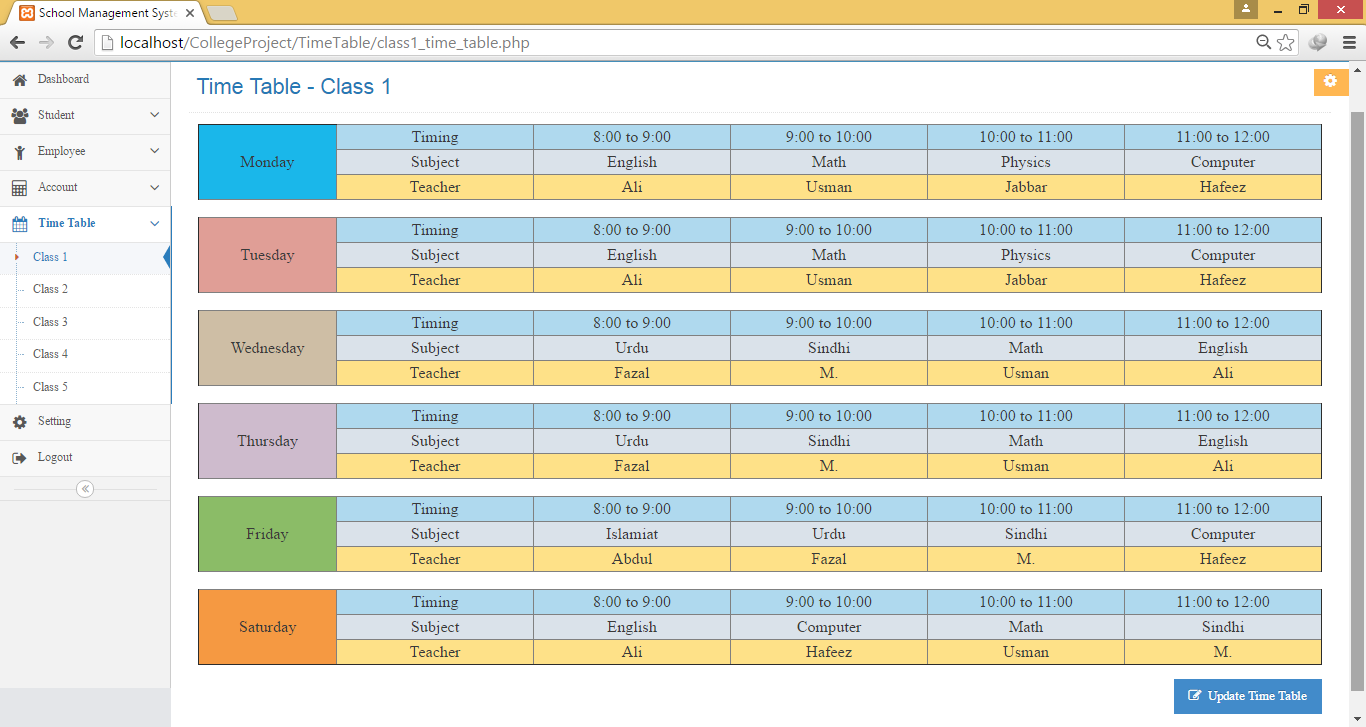 School Management Syst
localhost/CollegeProject/TimeTable/class1_time_table.php
Dashboard
Student
Employee
Account
Time Table
Class 1
Class 2
Class 3
Class 4
Class 5
Setting
Logout
Time Table - Class 1
Monday
Timing 8:00 to 9:00 9:00 to 10:00 10:00 to 11:00 11:00 to 12:00
Subject English Math Physics Computer
Teacher Ali Usman Jabbar Hafeez
Tuesday
Timing 8:00 to 9:00 9:00 to 10:00 10:00 to 11:00 11:00 to 12:00
Subject English Math Physics Computer
Teacher Ali Usman Jabbar Hafeez
Wednesday
Timing 8:00 to 9:00 9:00 to 10:00 10:00 to 11:00 11:00 to 12:00
Subject Urdu Sindhi Math English
Teacher Fazal M. Usman Ali
Thursday
Timing 8:00 to 9:00 9:00 to 10:00 10:00 to 11:00 11:00 to 12:00
Subject Urdu Sindhi Math English
Teacher Fazal M. Usman Ali
Friday
Timing 8:00 to 9:00 9:00 to 10:00 10:00 to 11:00 11:00 to 12:00
Subject Islamiat Urdu Sindhi Computer
Teacher Abdul Fazal M. Hafeez
Saturday
Timing 8:00 to 9:00 9:00 to 10:00 10:00 to 11:00 11:00 to 12:00
Subject English Computer Math Sindhi
Teacher Ali Hafeez Usman M.
Update Time Table